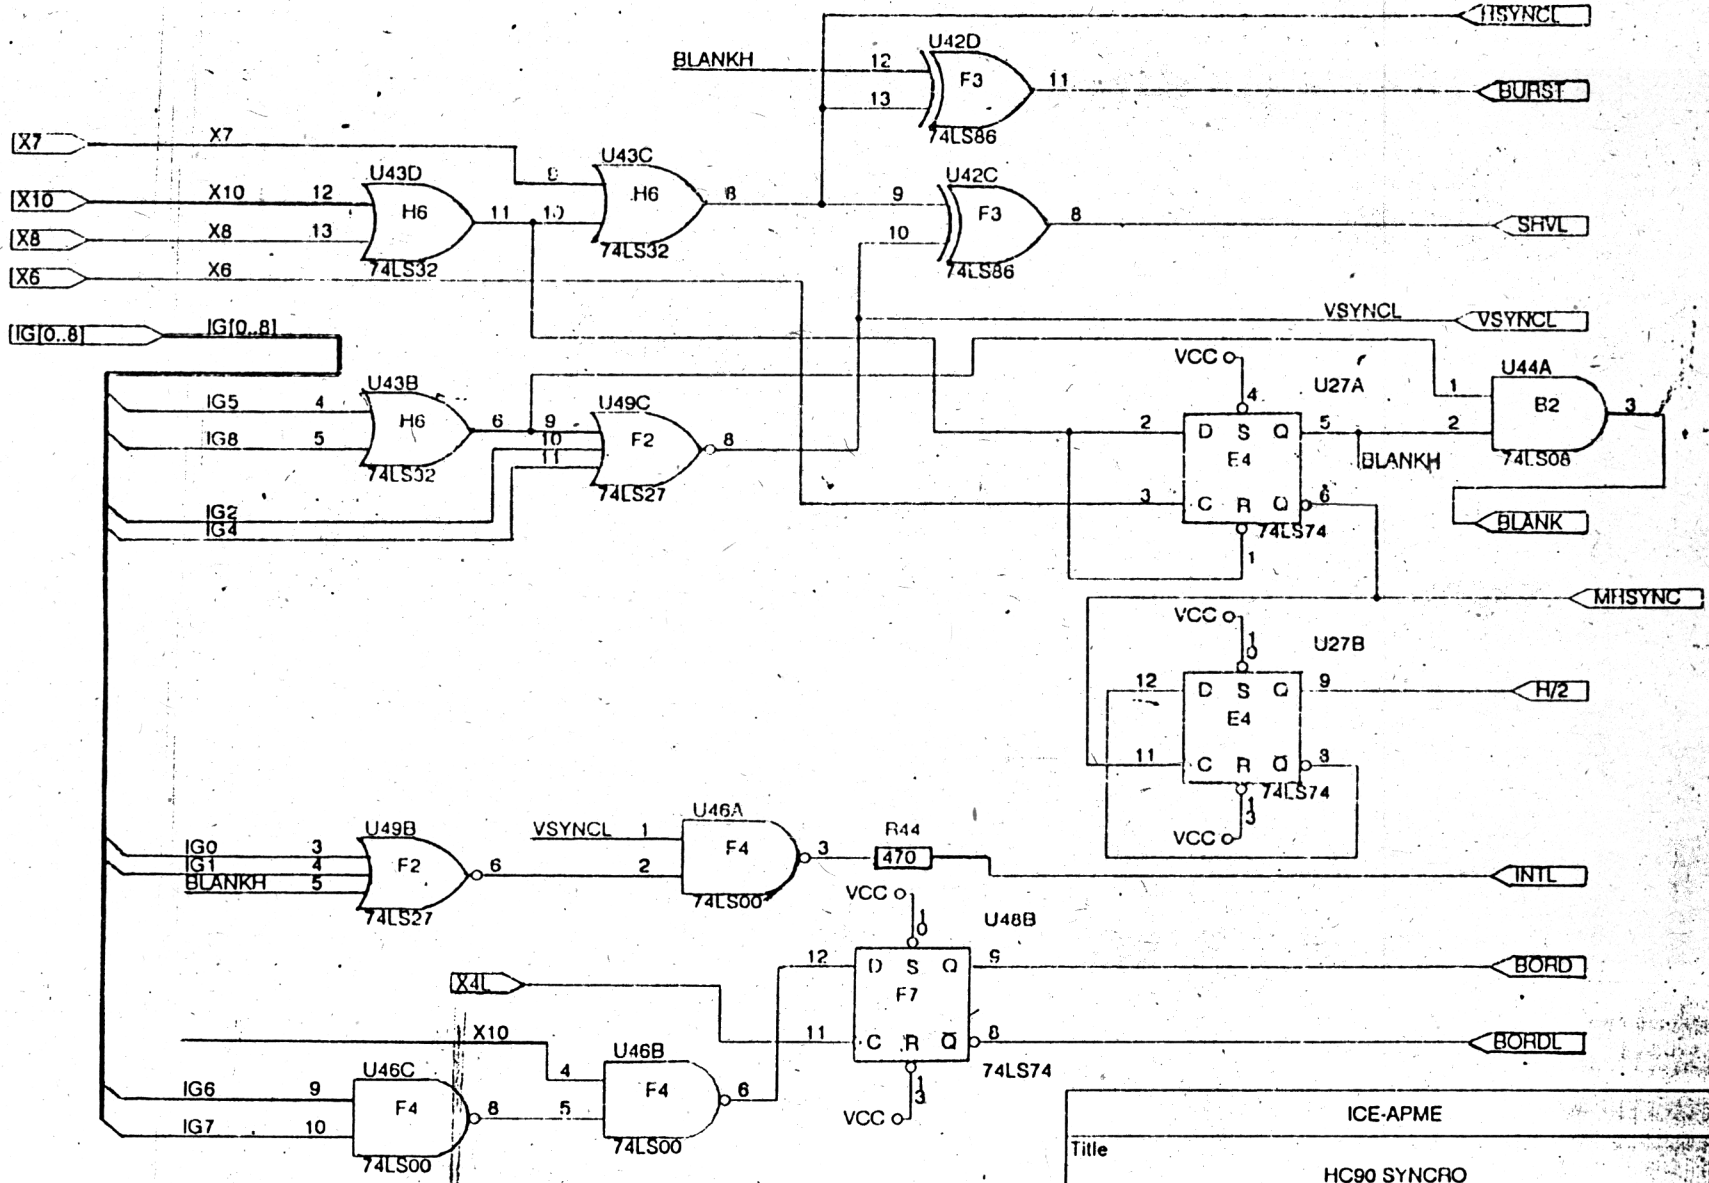 HSYNCL
U42D
BLANKH 12 F3 11 BURST
13
74LS86
X7 X7
U43C
9 H6 8
10
74LS32
U43D
X10 X10 12 H6 11
X8 X8 13
74LS32
U42C
9 F3 8 SHVL
10
74LS86
X6 X6
IG[0..8] IG[0..8]
VSYNCL VSYNCL
U43B
IG5 4 H6 6
IG8 5
74LS32
U49C
9 F2 8
10
11
74LS27
IG2
IG4
VCC
4 U27A
2 D S Q 5
E4 BLANKH
3 C R Q 6
74LS74
1
U44A
1 B2 3
2
74LS08
BLANK
MHSYNC
VCC
10 U27B
12 D S Q 9 H/2
E4
11 C R Q 8
74LS74
13
VCC
U49B
IG0 3 F2 6
IG1 4
BLANKH 5
74LS27
U46A
VSYNCL 1 F4 3
2
74LS00
R44
470
INTL
VCC
10 U48B
12 D S Q 9 BORD
F7
11 C R Q 8 BORDL
74LS74
13
VCC
X4L
X10
U46B
4 F4 6
5
74LS00
U46C
IG6 9 F4 8
IG7 10
74LS00
ICE-APME
Title
HC90 SYNCRO